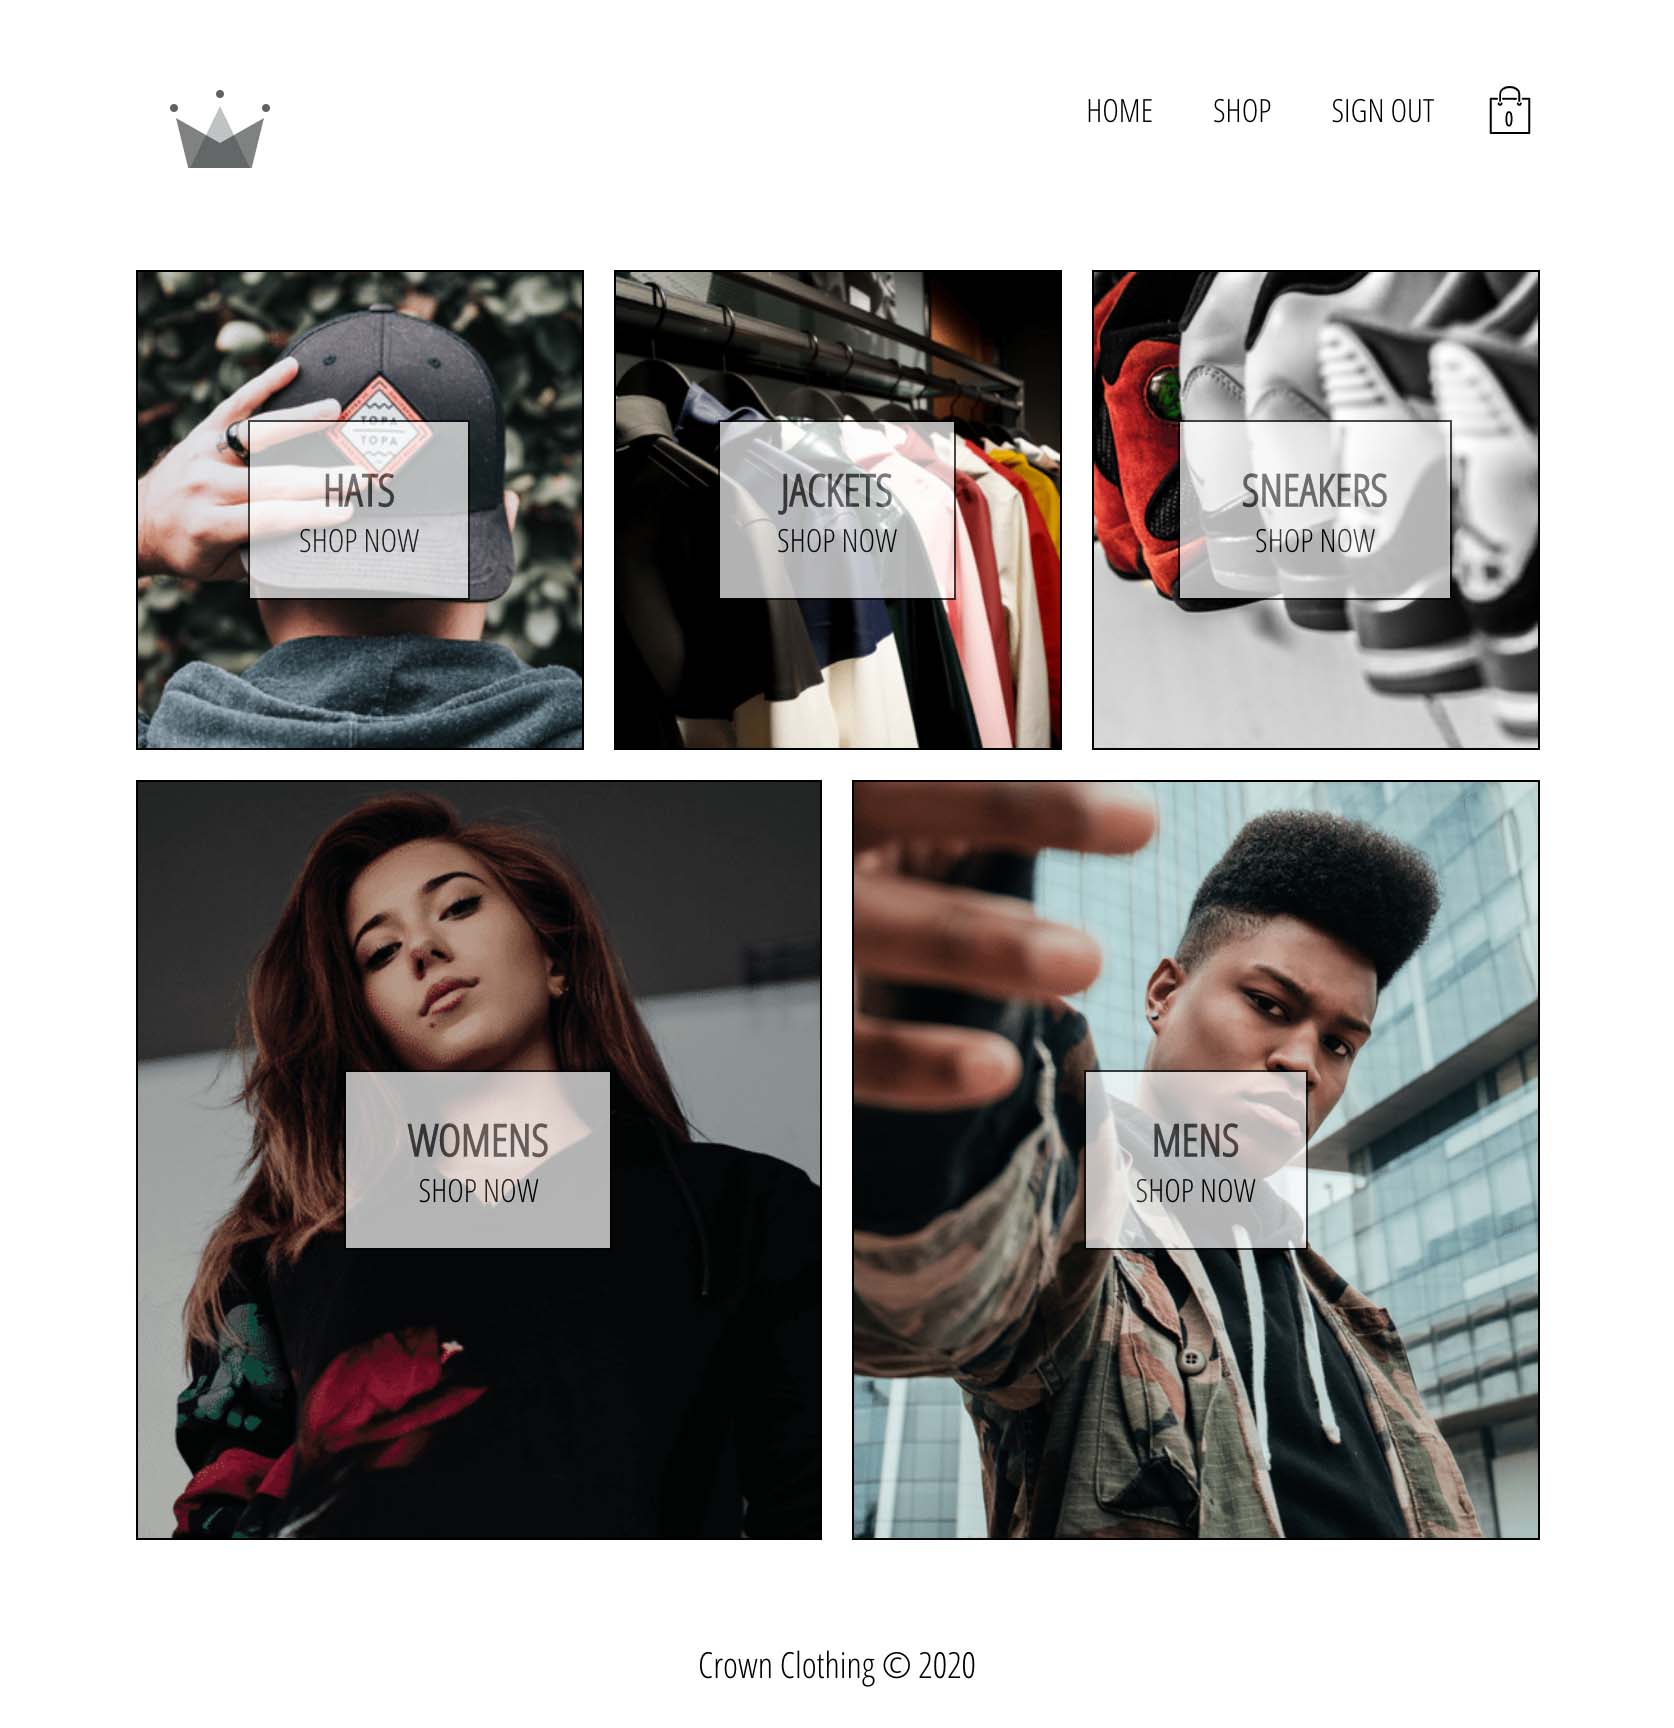 HOME SHOP SIGN OUT 0
TOPA
TOPA
HATS
SHOP NOW
JACKETS
SHOP NOW
SNEAKERS
SHOP NOW
WOMENS
SHOP NOW
MENS
SHOP NOW
Crown Clothing © 2020